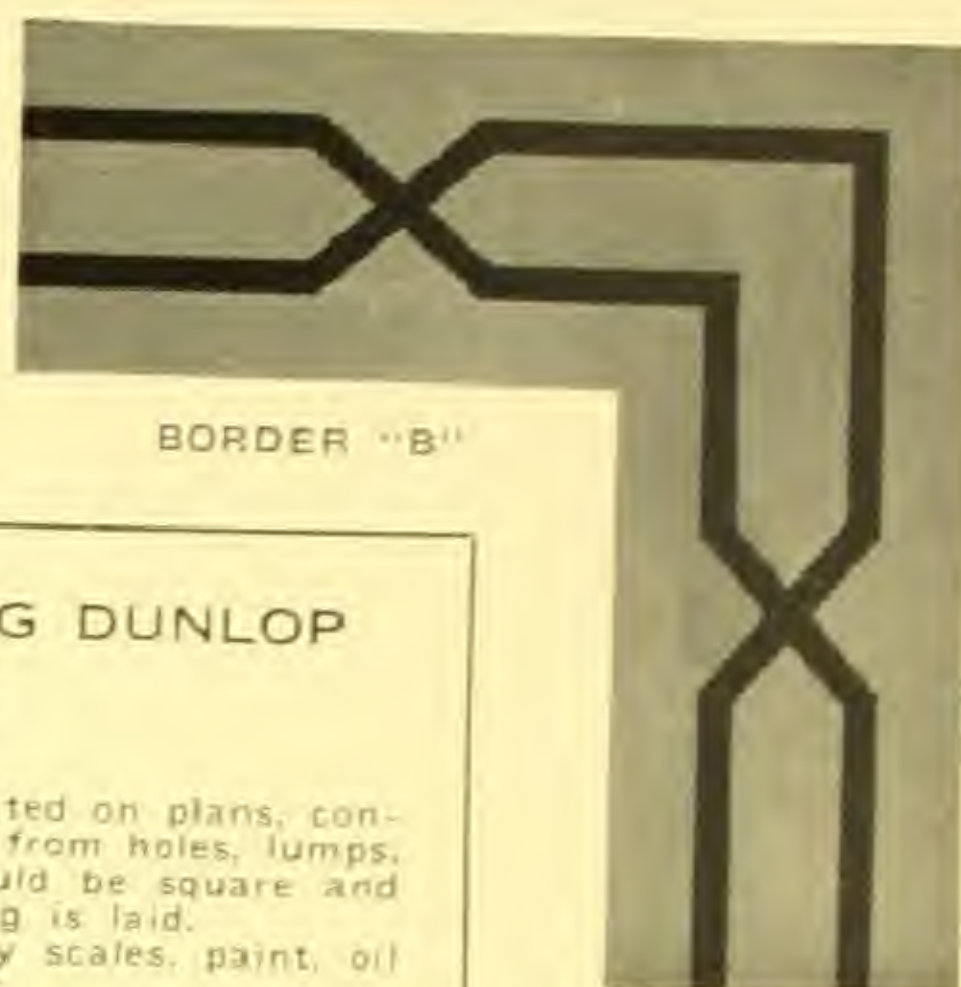 BORDER "B"
G DUNLOP
ted on plans, con-
from holes, lumps,
uld be square and
g is laid.
y scales, paint, oil